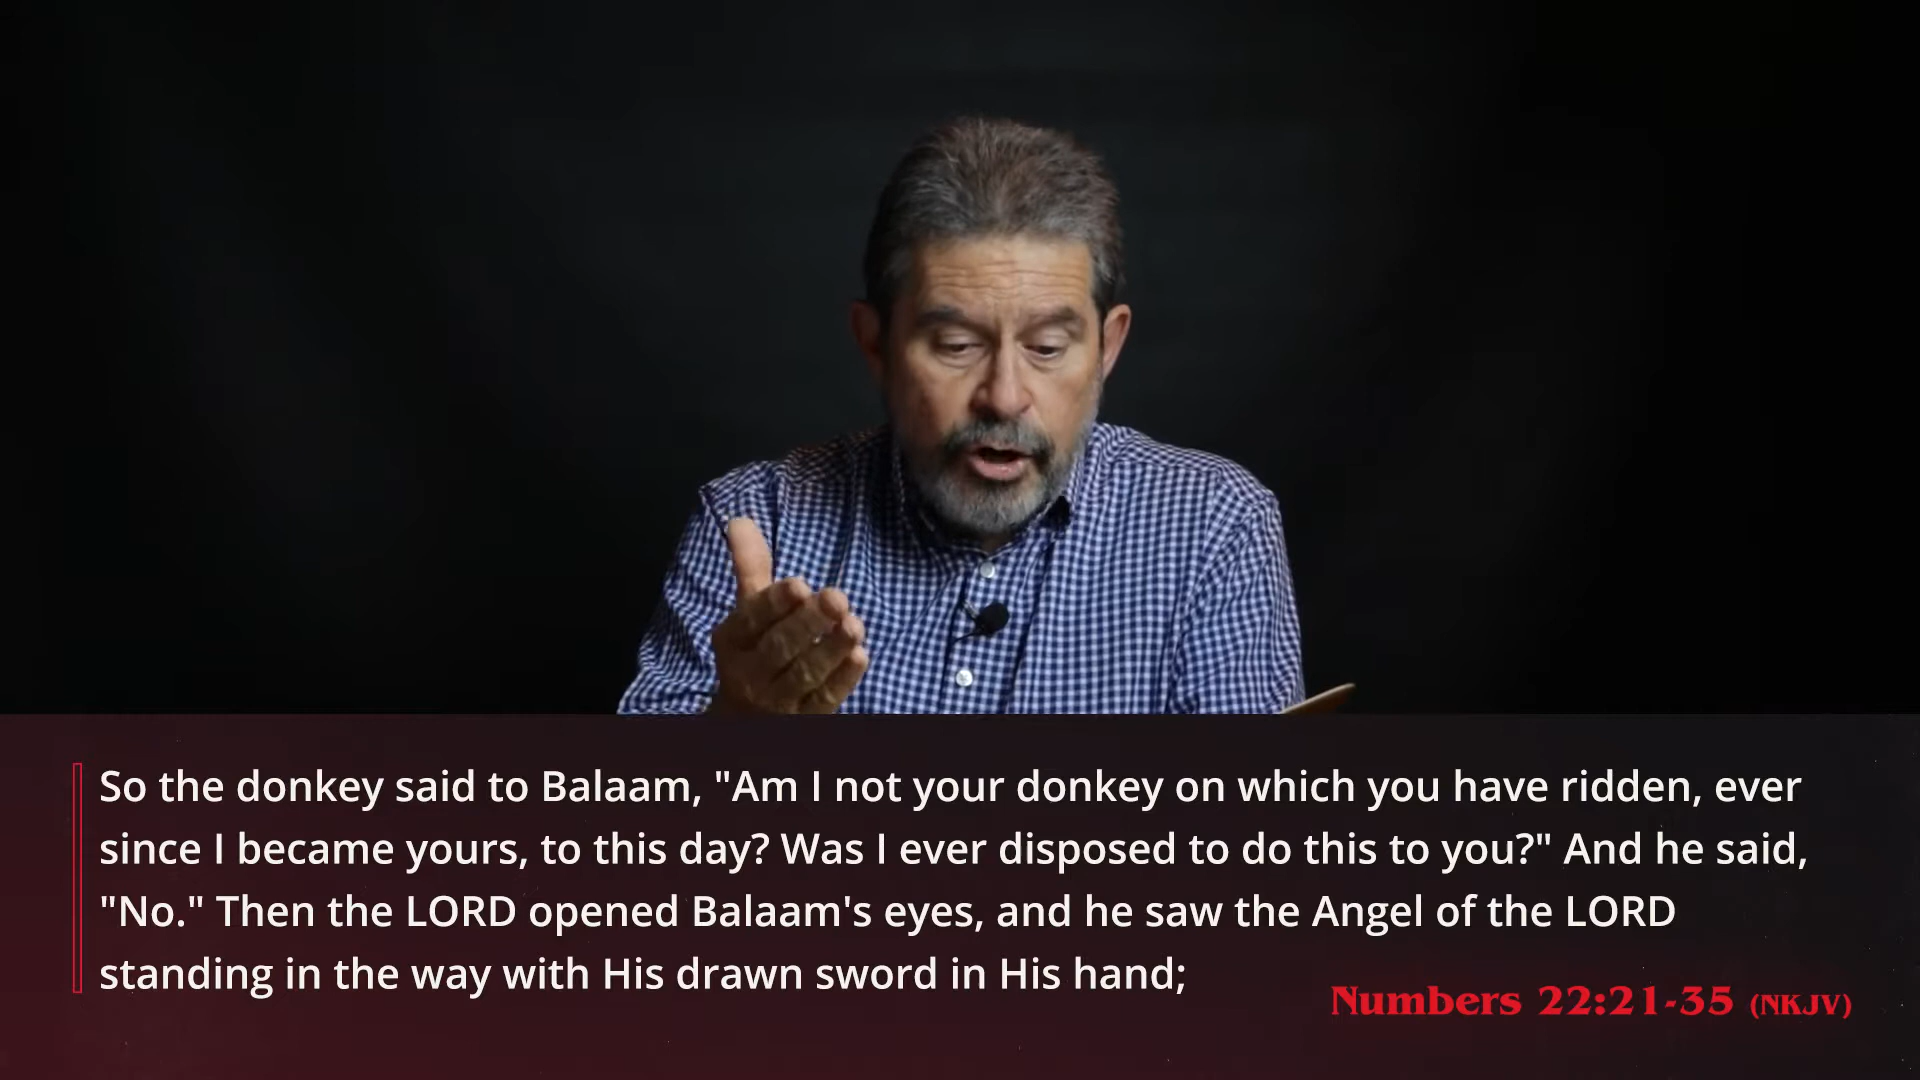 So the donkey said to Balaam, "Am I not your donkey on which you have ridden, ever
since I became yours, to this day? Was I ever disposed to do this to you?" And he said,
"No." Then the LORD opened Balaam's eyes, and he saw the Angel of the LORD
standing in the way with His drawn sword in His hand;
Numbers 22:21-35 (NKJV)